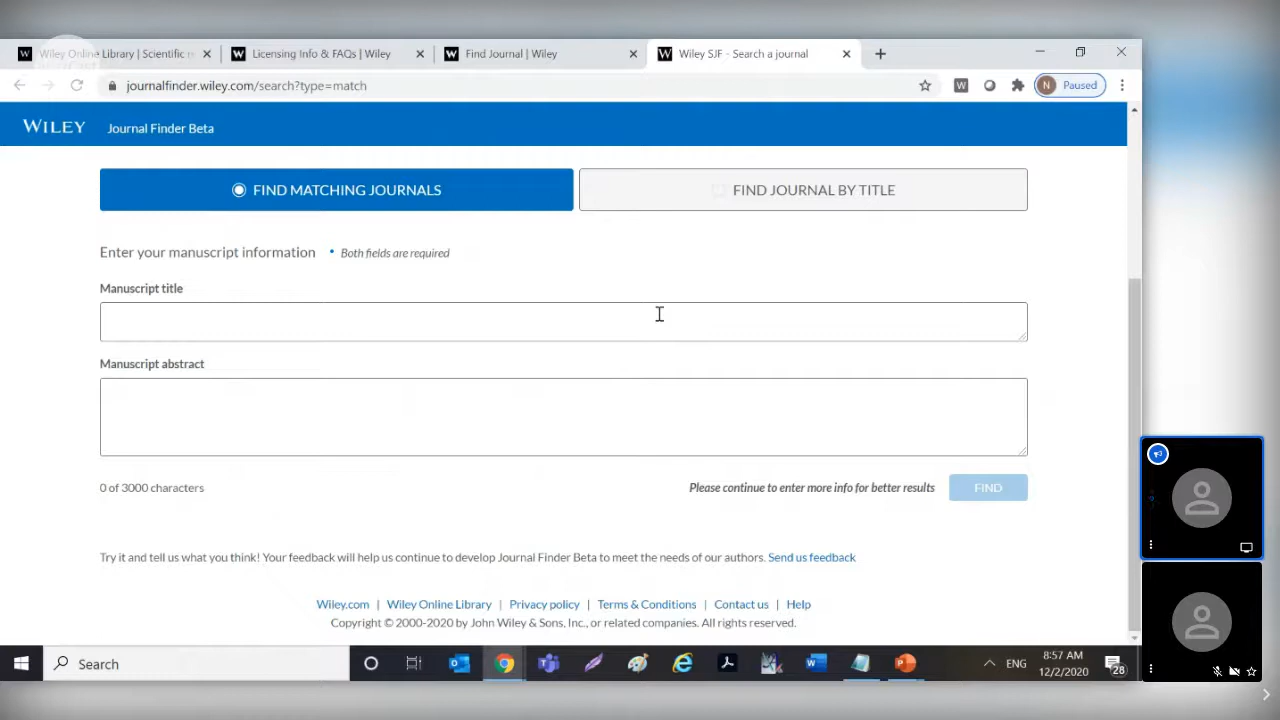 Wiley Online Library | Scientific r
Licensing Info & FAQs | Wiley
Find Journal | Wiley
Wiley SJF - Search a journal
journalfinder.wiley.com/search?type=match
N Paused
WILEY Journal Finder Beta
FIND MATCHING JOURNALS
FIND JOURNAL BY TITLE
Enter your manuscript information • Both fields are required
Manuscript title
Manuscript abstract
0 of 3000 characters
Please continue to enter more info for better results
FIND
Try it and tell us what you think! Your feedback will help us continue to develop Journal Finder Beta to meet the needs of our authors. Send us feedback
Wiley.com | Wiley Online Library | Privacy policy | Terms & Conditions | Contact us | Help
Copyright © 2000-2020 by John Wiley & Sons, Inc., or related companies. All rights reserved.
Search
ENG
8:57 AM
12/2/2020
28